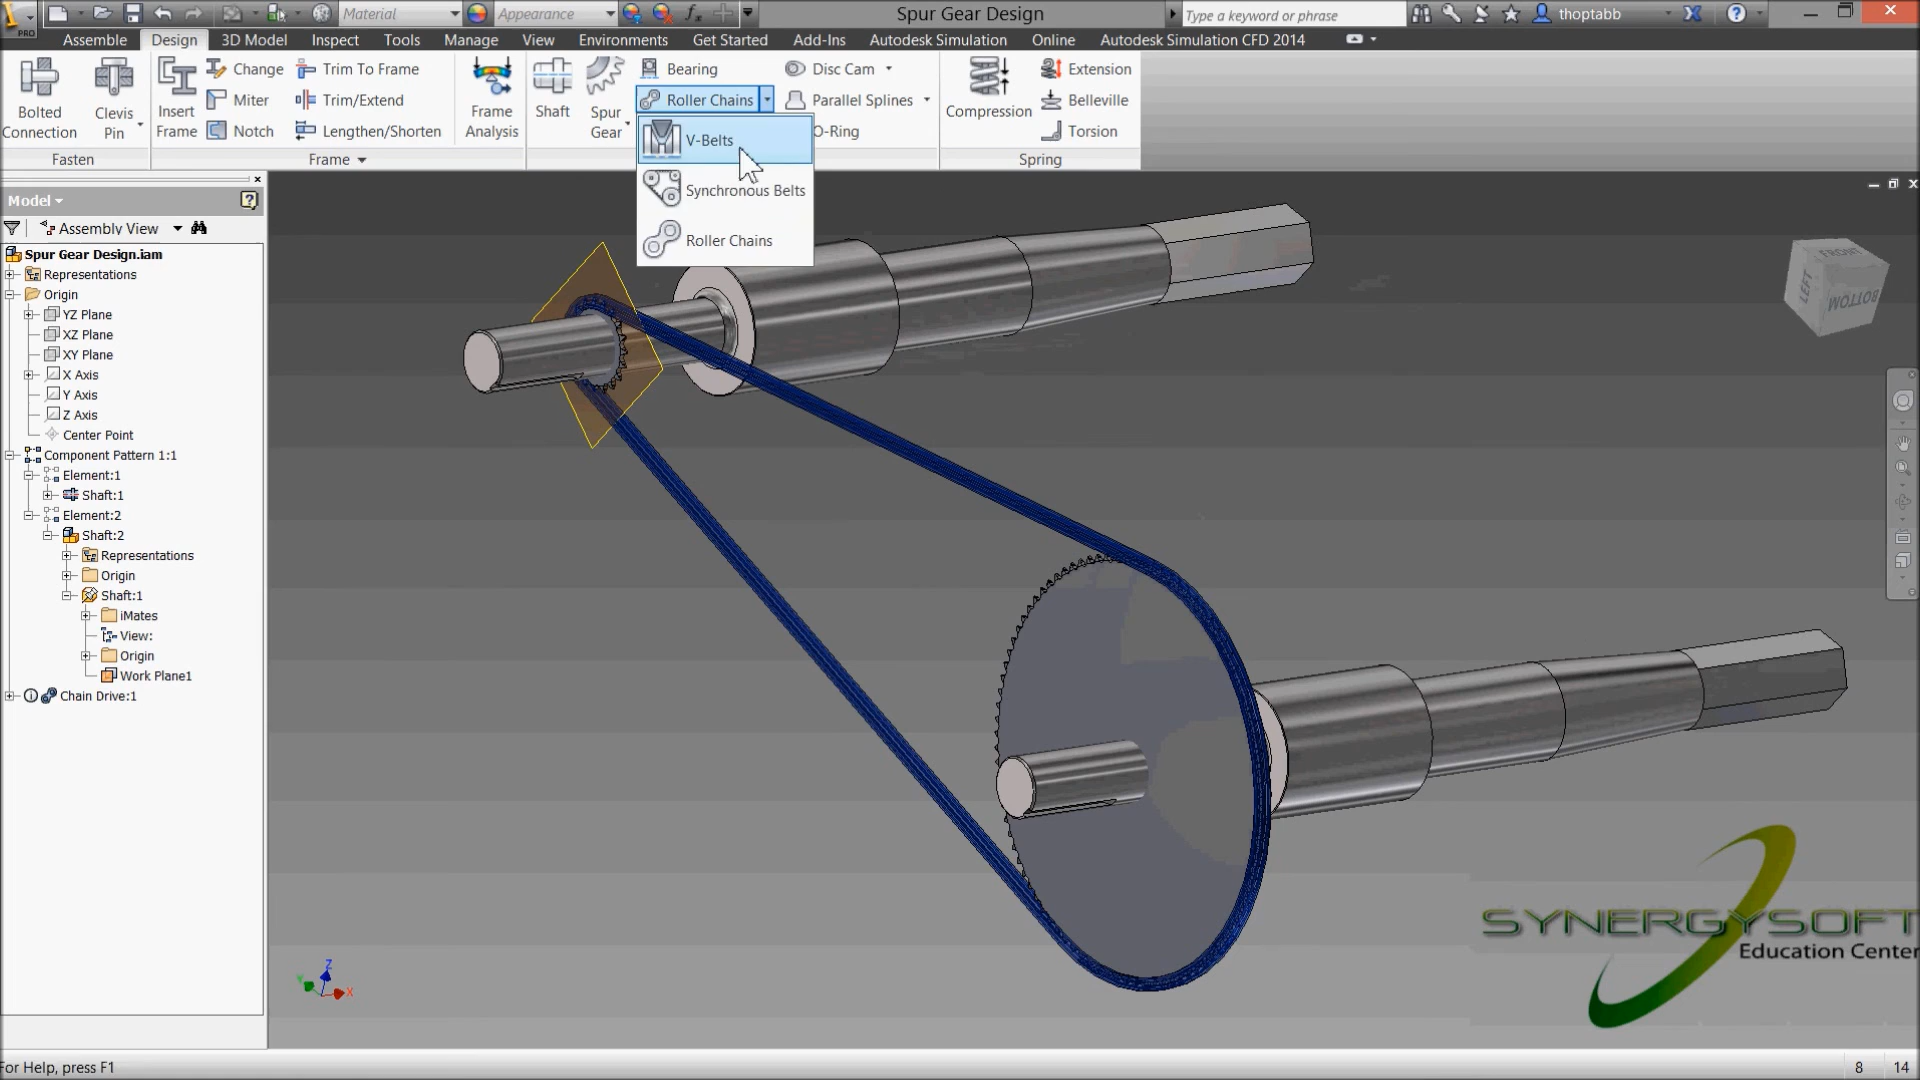 PRO
Material
Appearance
Spur Gear Design
Type a keyword or phrase
thoptabb
Assemble
Design
3D Model
Inspect
Tools
Manage
View
Environments
Get Started
Add-Ins
Autodesk Simulation
Online
Autodesk Simulation CFD 2014
Bolted
Connection
Clevis
Pin
Fasten
Insert
Frame
Change
Miter
Notch
Trim To Frame
Trim/Extend
Lengthen/Shorten
Frame
Frame
Analysis
Shaft
Spur
Gear
Bearing
Roller Chains
Disc Cam
Parallel Splines
O-Ring
Compression
Extension
Belleville
Torsion
Spring
V-Belts
Synchronous Belts
Roller Chains
Model
Assembly View
Spur Gear Design.iam
Representations
Origin
YZ Plane
XZ Plane
XY Plane
X Axis
Y Axis
Z Axis
Center Point
Component Pattern 1:1
Element:1
Shaft:1
Element:2
Shaft:2
Representations
Origin
Shaft:1
iMates
View:
Origin
Work Plane1
Chain Drive:1
FRONT
LEFT
BOTTOM
Z
Y
X
SYNERGYSOFT
Education Center
For Help, press F1
8
14